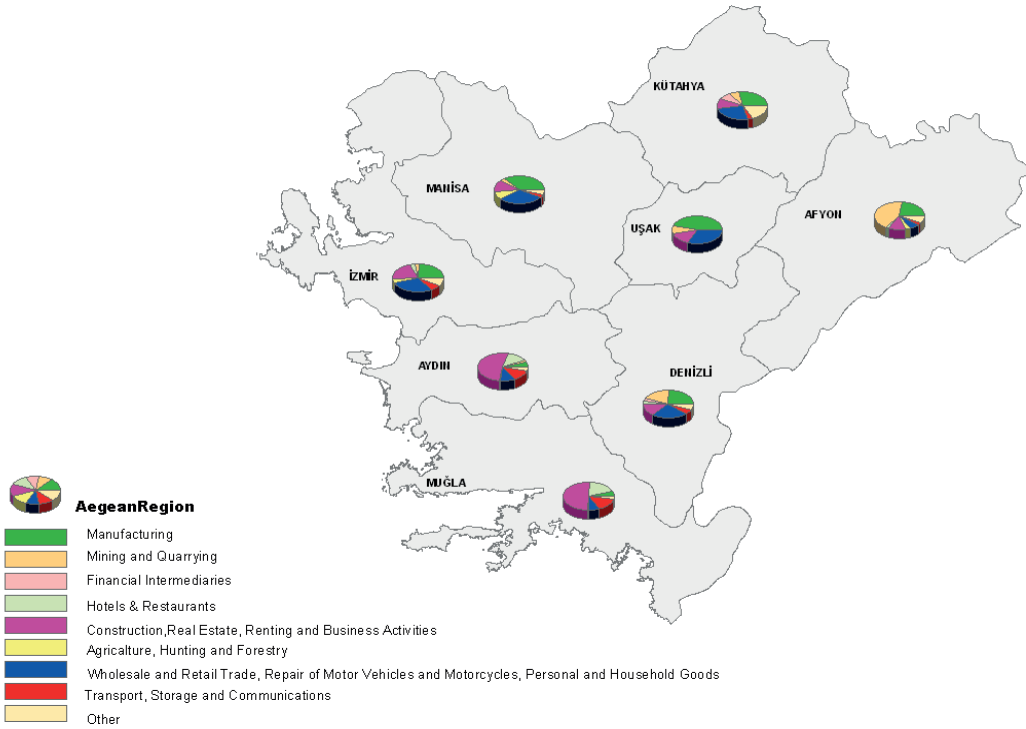 KÜTAHYA
MANİSA
UŞAK
AFYON
İZMİR
AYDIN
DENİZLİ
MUĞLA
AegeanRegion
Manufacturing
Mining and Quarrying
Financial Intermediaries
Hotels & Restaurants
Construction,Real Estate, Renting and Business Activities
Agriculture, Hunting and Forestry
Wholesale and Retail Trade, Repair of Motor Vehicles and Motorcycles, Personal and Household Goods
Transport, Storage and Communications
Other